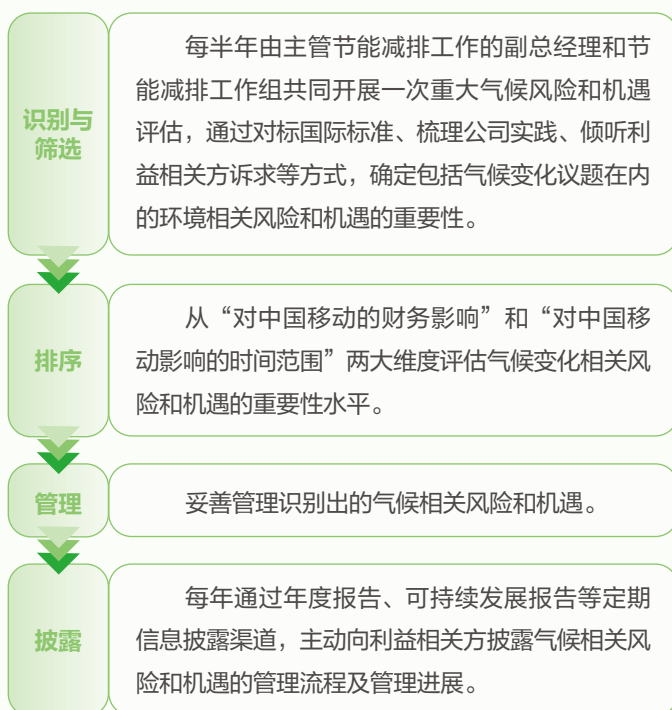 识别与
筛选
每半年由主管节能减排工作的副总经理和节
能减排工作组共同开展一次重大气候风险和机遇
评估，通过对标国际标准、梳理公司实践、倾听利
益相关方诉求等方式，确定包括气候变化议题在内
的环境相关风险和机遇的重要性。
排序
从“对中国移动的财务影响”和“对中国移
动影响的时间范围”两大维度评估气候变化相关风
险和机遇的重要性水平。
管理
妥善管理识别出的气候相关风险和机遇。
披露
每年通过年度报告、可持续发展报告等定期
信息披露渠道，主动向利益相关方披露气候相关风
险和机遇的管理流程及管理进展。